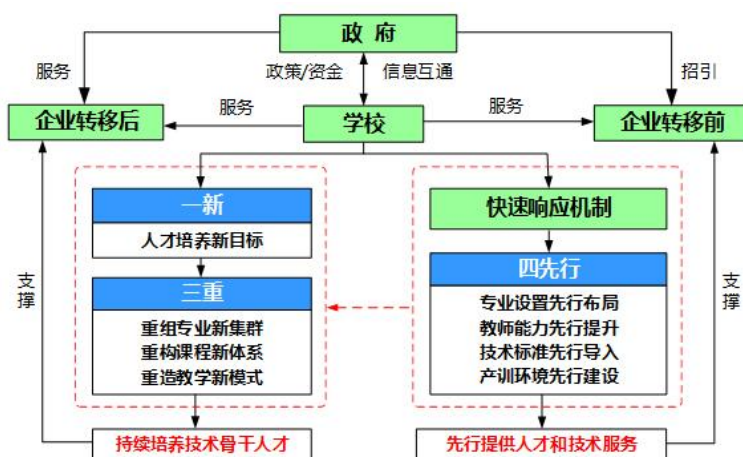 政 府
服务
政策/资金
信息互通
招引
企业转移后
服务
学校
服务
企业转移前
一新
人才培养新目标
三重
重组专业新集群
重构课程新体系
重造教学新模式
快速响应机制
四先行
专业设置先行布局
教师能力先行提升
技术标准先行导入
产训环境先行建设
支撑
支撑
持续培养技术骨干人才
先行提供人才和技术服务